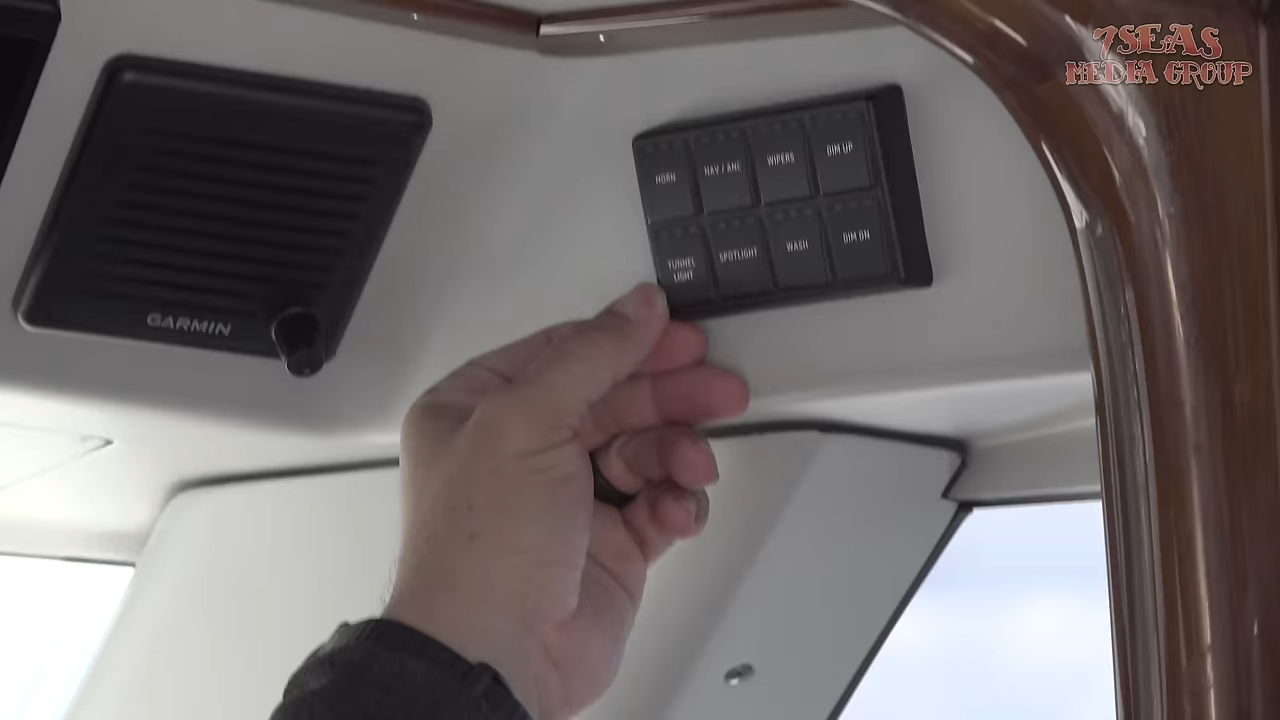 7SEAS
MEDIA GROUP
HORN
NAV / ANC
WIPERS
DIM UP
TUNNEL
LIGHT
SPOTLIGHT
WASH
DIM DN
GARMIN